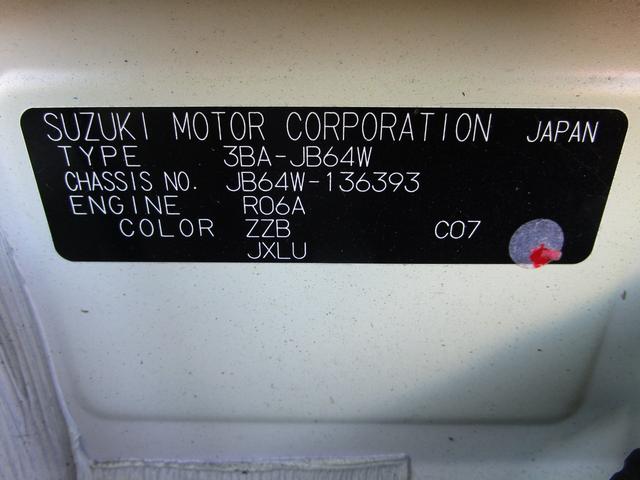 SUZUKI MOTOR CORPORATION JAPAN
TYPE 3BA-JB64W
CHASSIS NO. JB64W-136393
ENGINE R06A
COLOR ZZB C07
JXLU